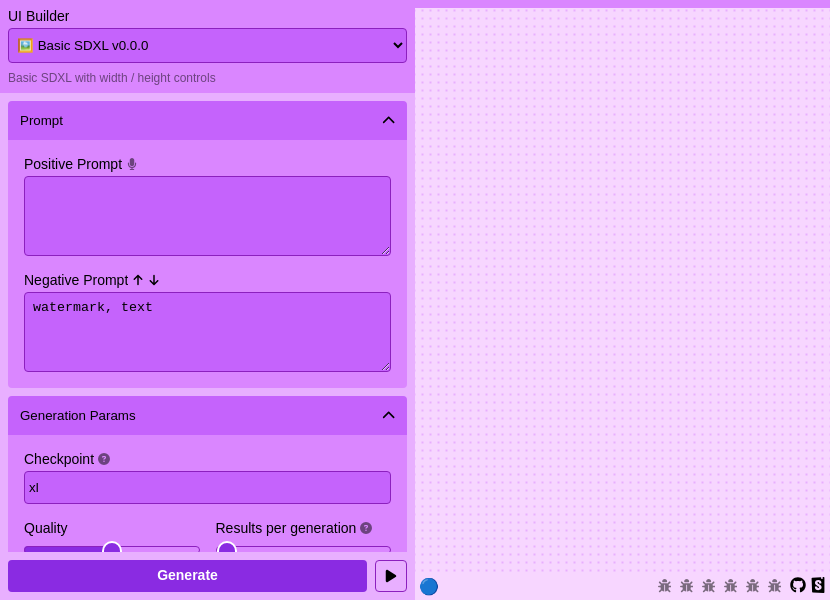 UI Builder
🖼️ Basic SDXL v0.0.0
Basic SDXL with width / height controls
Prompt
Positive Prompt
Negative Prompt
watermark, text
Generation Params
Checkpoint
xl
Quality
Results per generation
Generate